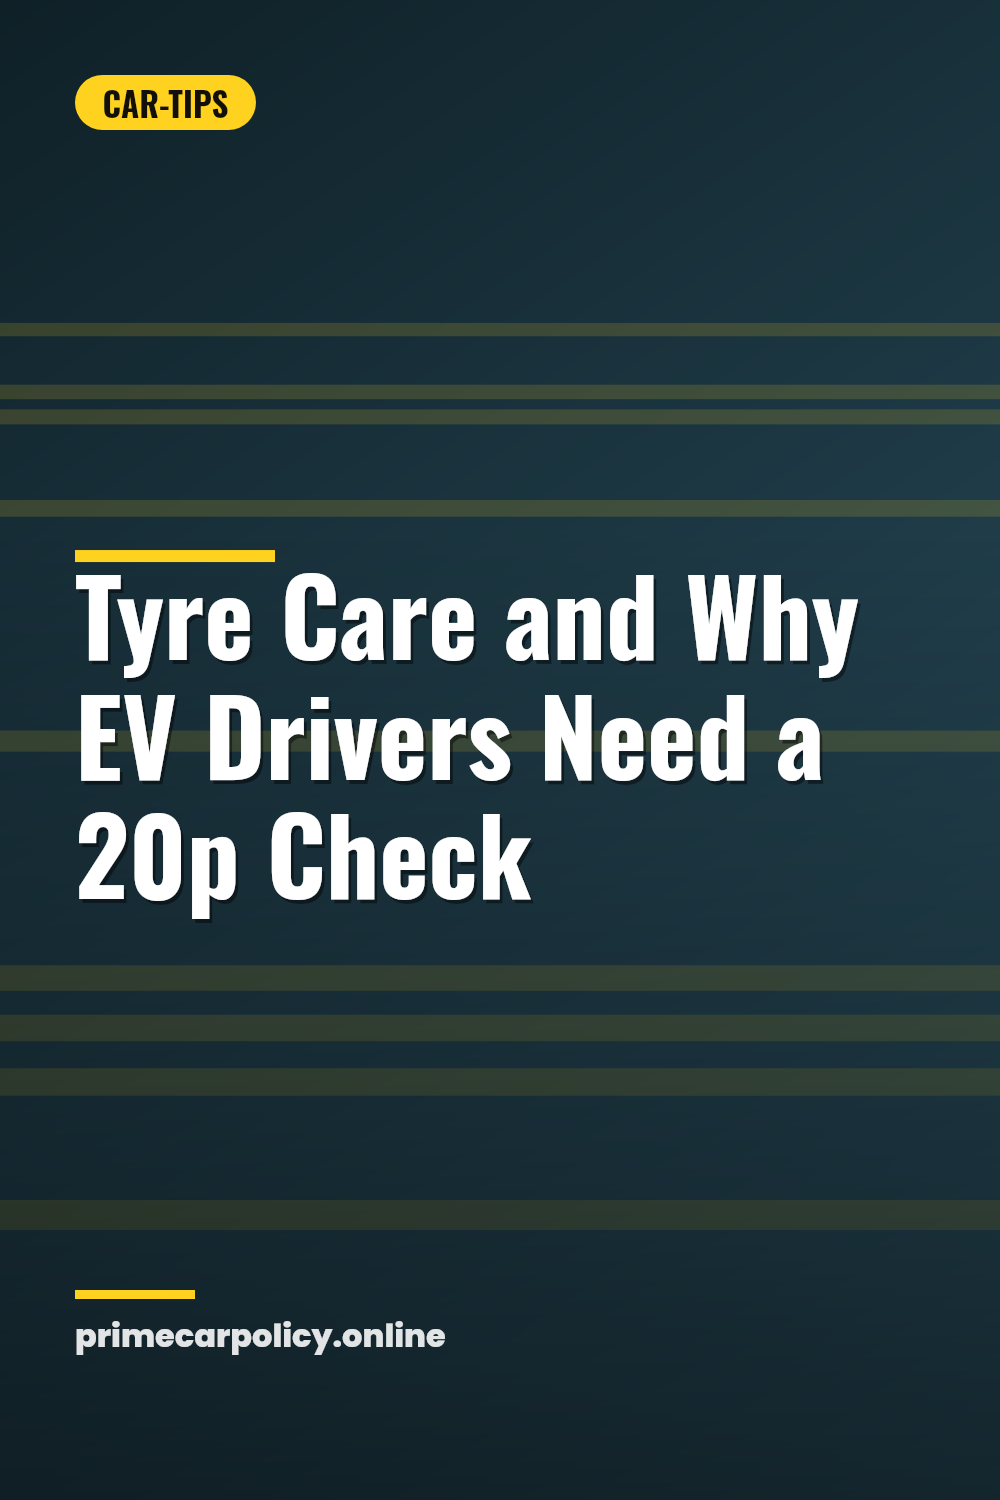 CAR-TIPS
Tyre Care and Why
EV Drivers Need a
20p Check
primecarpolicy.online